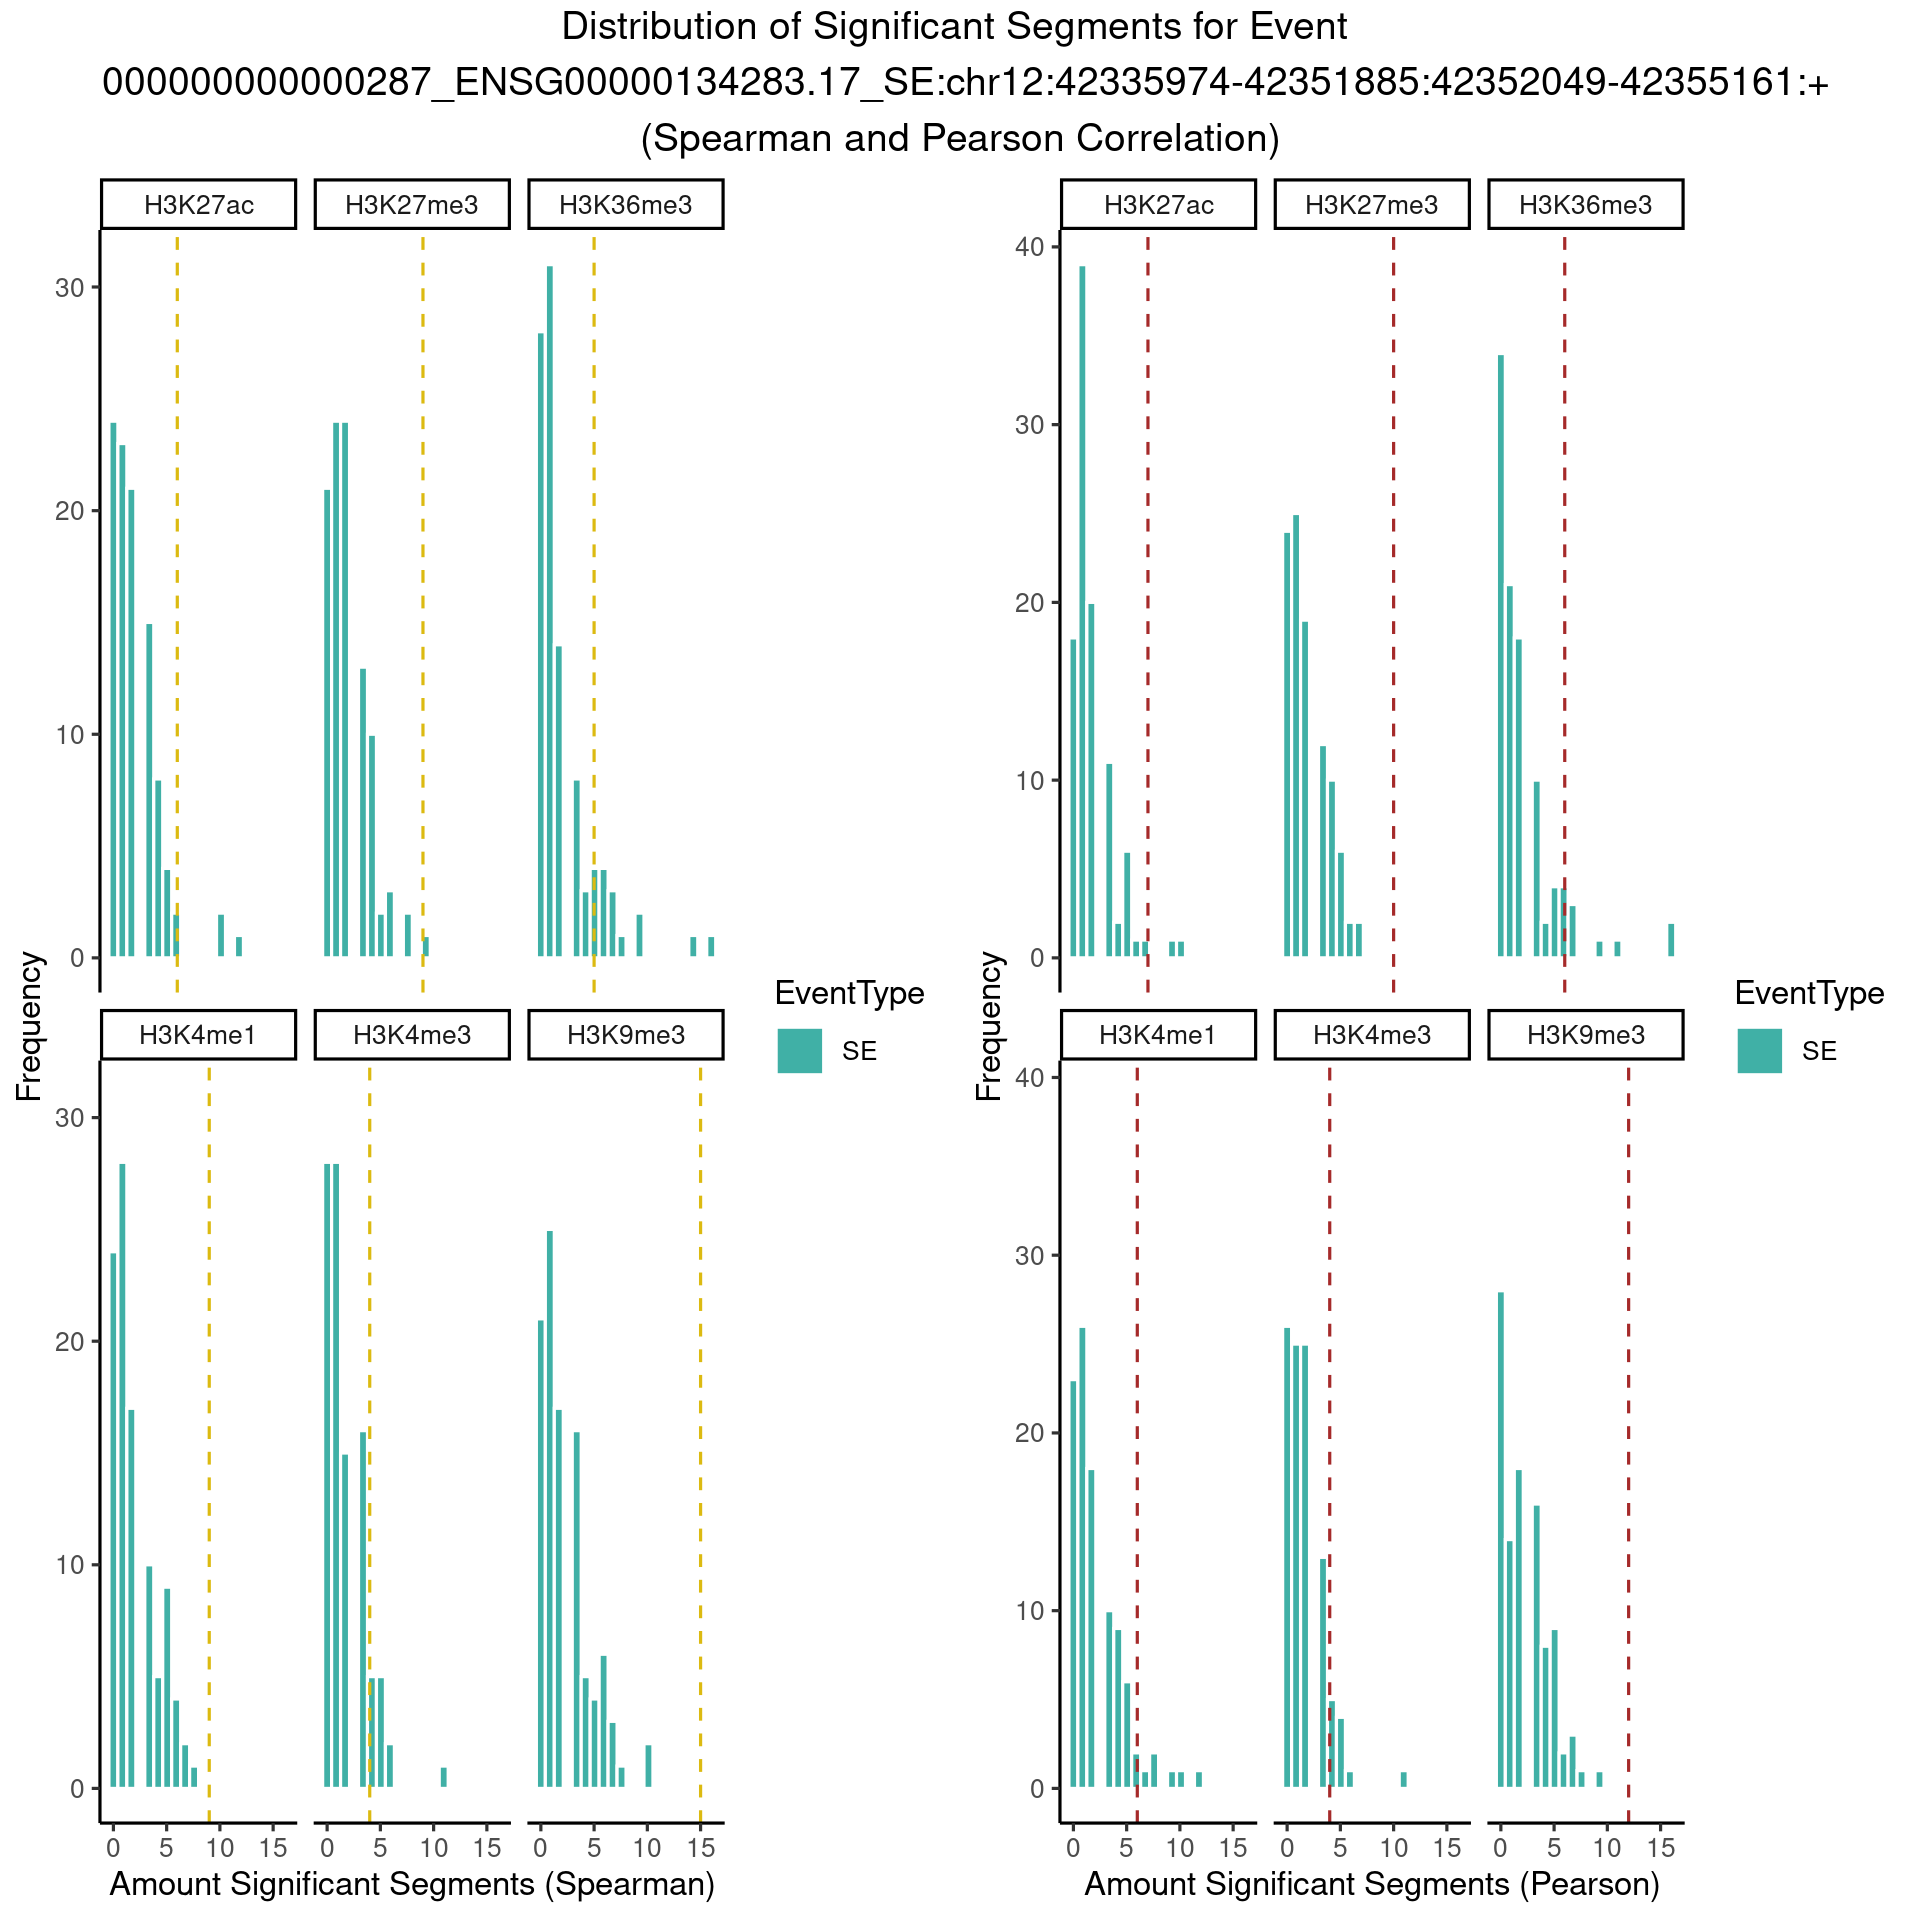 Distribution of Significant Segments for Event
000000000000287_ENSG00000134283.17_SE:chr12:42335974-42351885:42352049-42355161:+
(Spearman and Pearson Correlation)
H3K27ac H3K27me3 H3K36me3
30
20
10
0
H3K4me1 H3K4me3 H3K9me3
30
20
10
0
0 5 10 15 0 5 10 15 0 5 10 15
Frequency
Amount Significant Segments (Spearman)
EventType
SE
H3K27ac H3K27me3 H3K36me3
40
30
20
10
0
H3K4me1 H3K4me3 H3K9me3
40
30
20
10
0
0 5 10 15 0 5 10 15 0 5 10 15
Frequency
Amount Significant Segments (Pearson)
EventType
SE